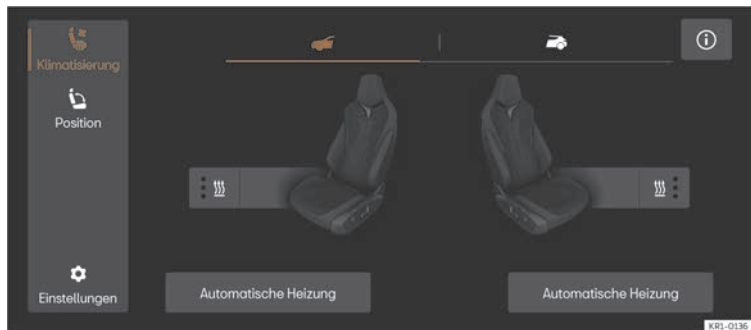 Klimatisierung
Position
Einstellungen
Automatische Heizung
Automatische Heizung
KR1-0136